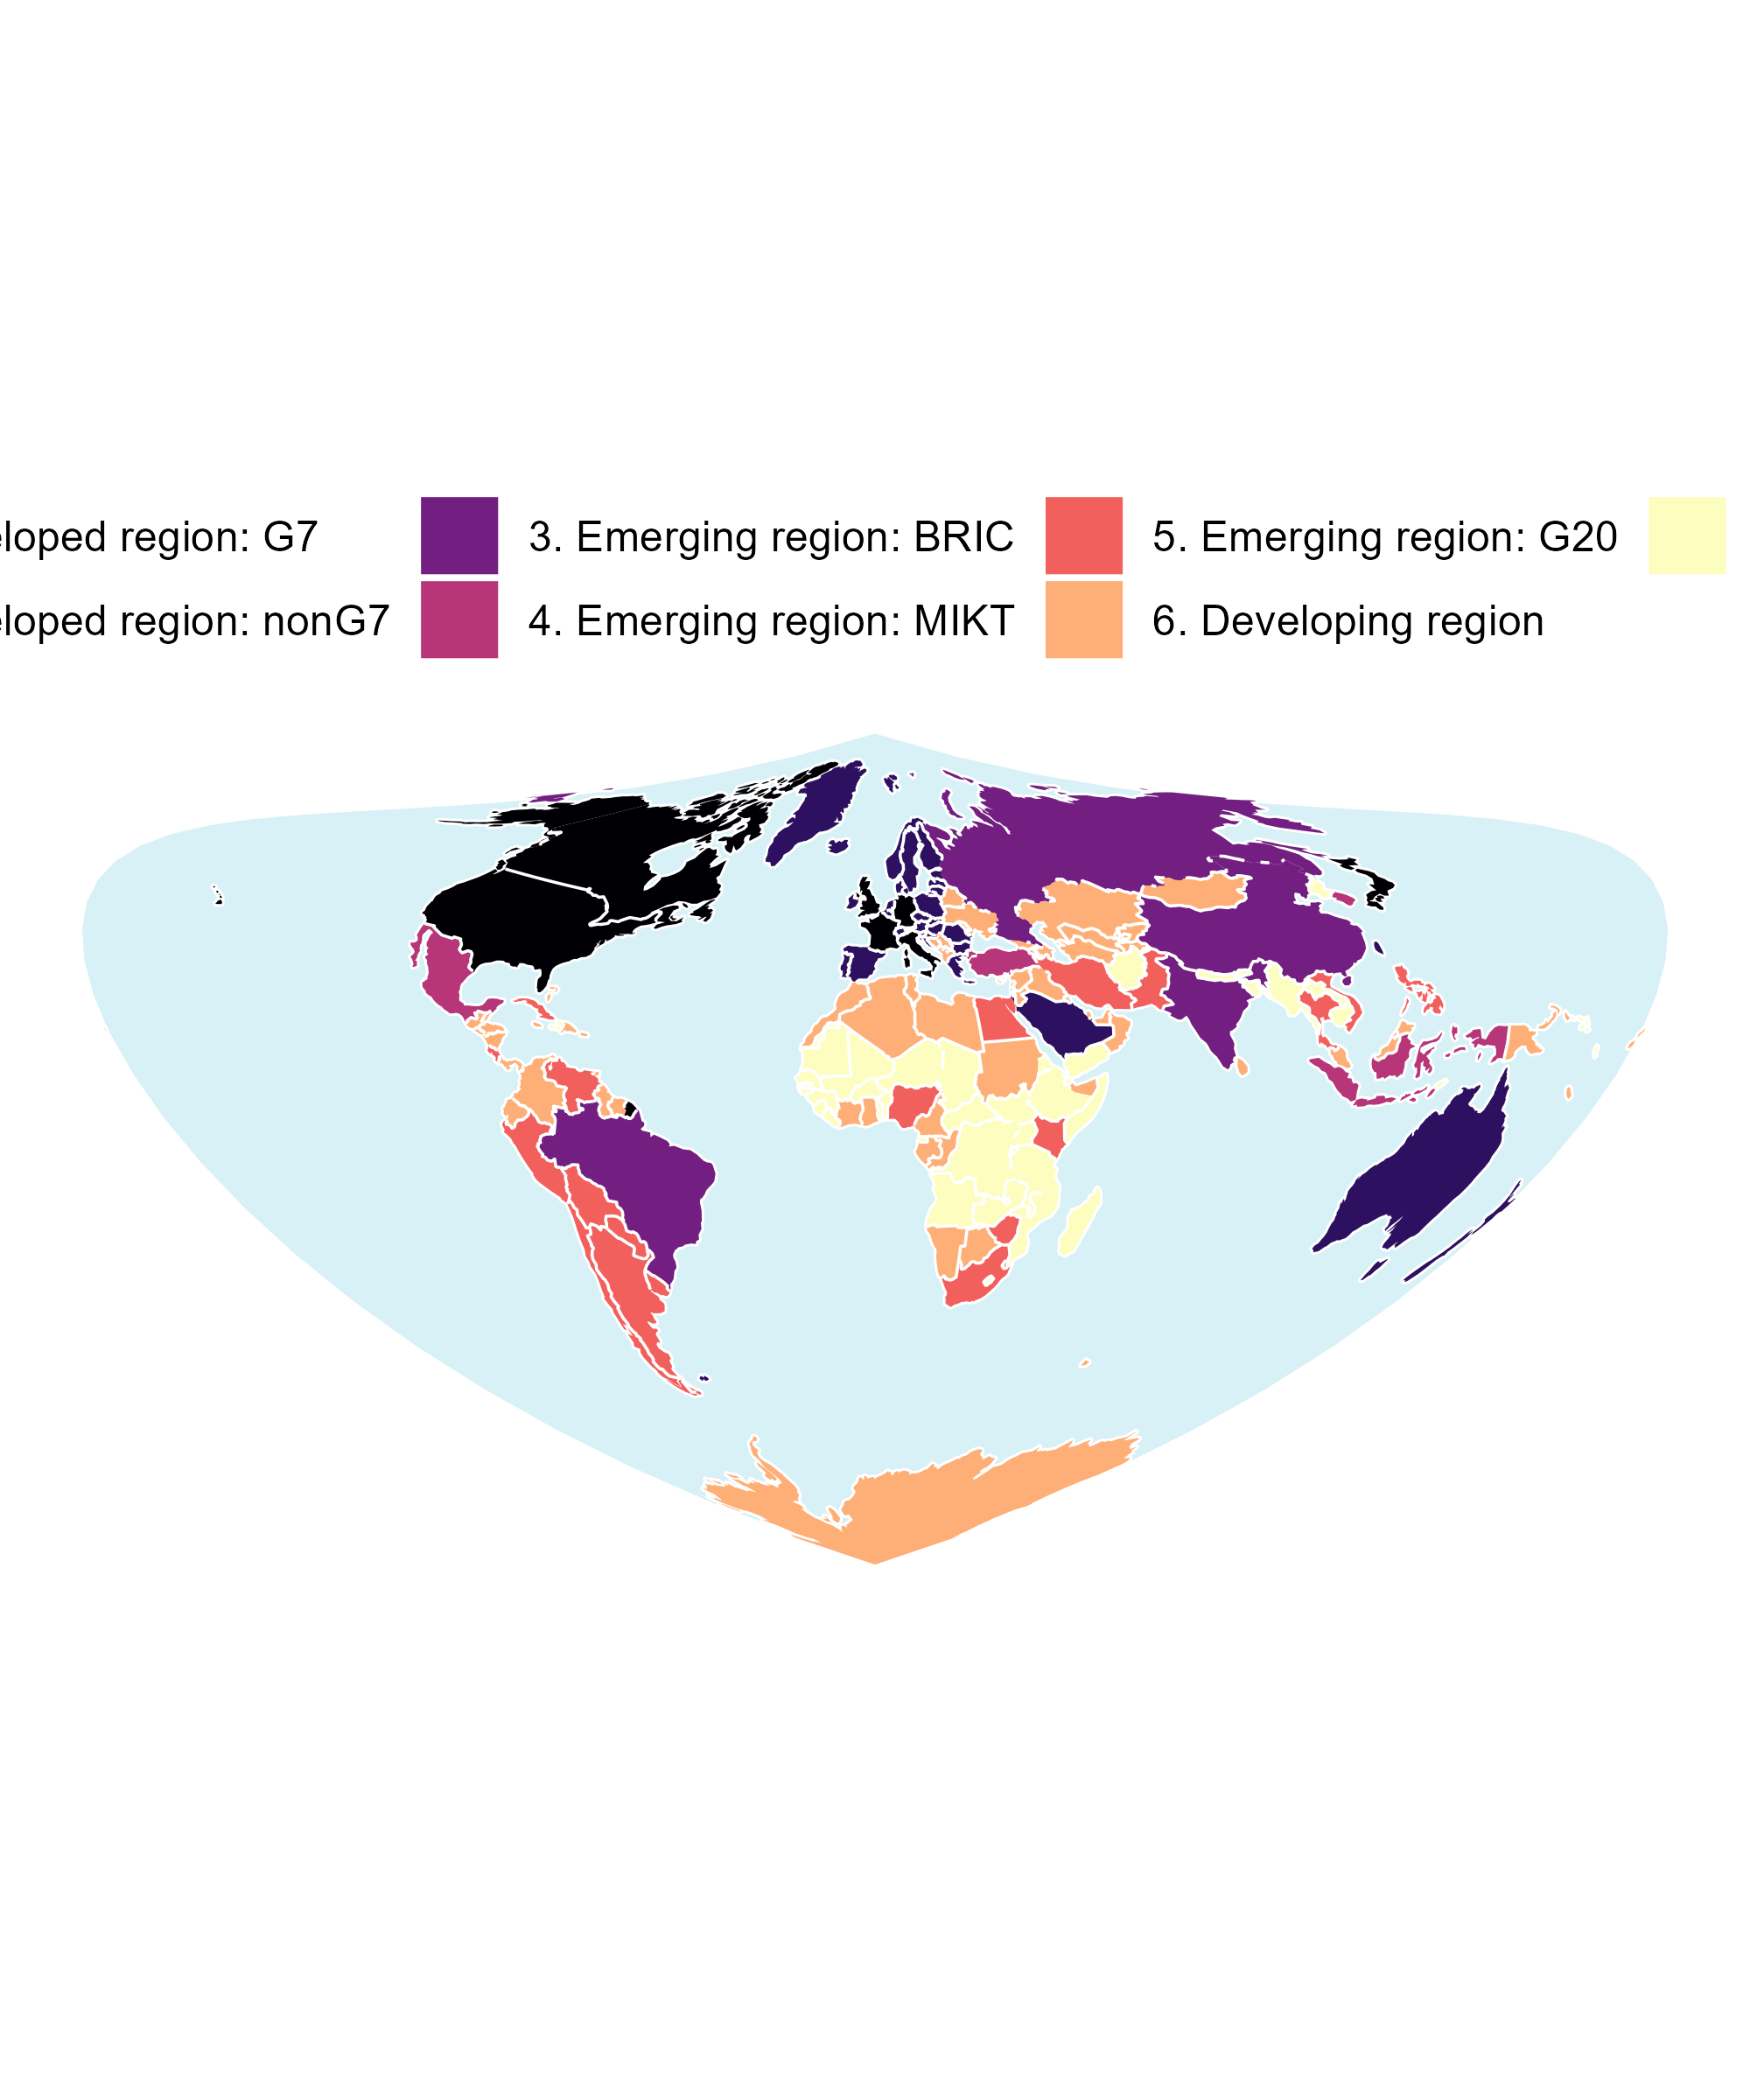 eloped region: G7 3. Emerging region: BRIC 5. Emerging region: G20
eloped region: nonG7 4. Emerging region: MIKT 6. Developing region